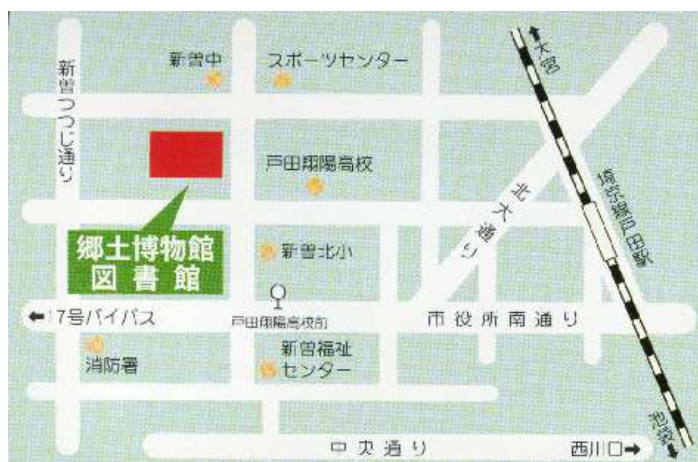 大宮
新曽中
スポーツセンター
新曽つつじ通り
戸田翔陽高校
北大通り
埼京線戸田駅
郷土博物館
図書館
新曽北小
17号バイパス
戸田翔陽高校前
市役所南通り
消防署
新曽福祉
センター
池袋
中央通り
西川口